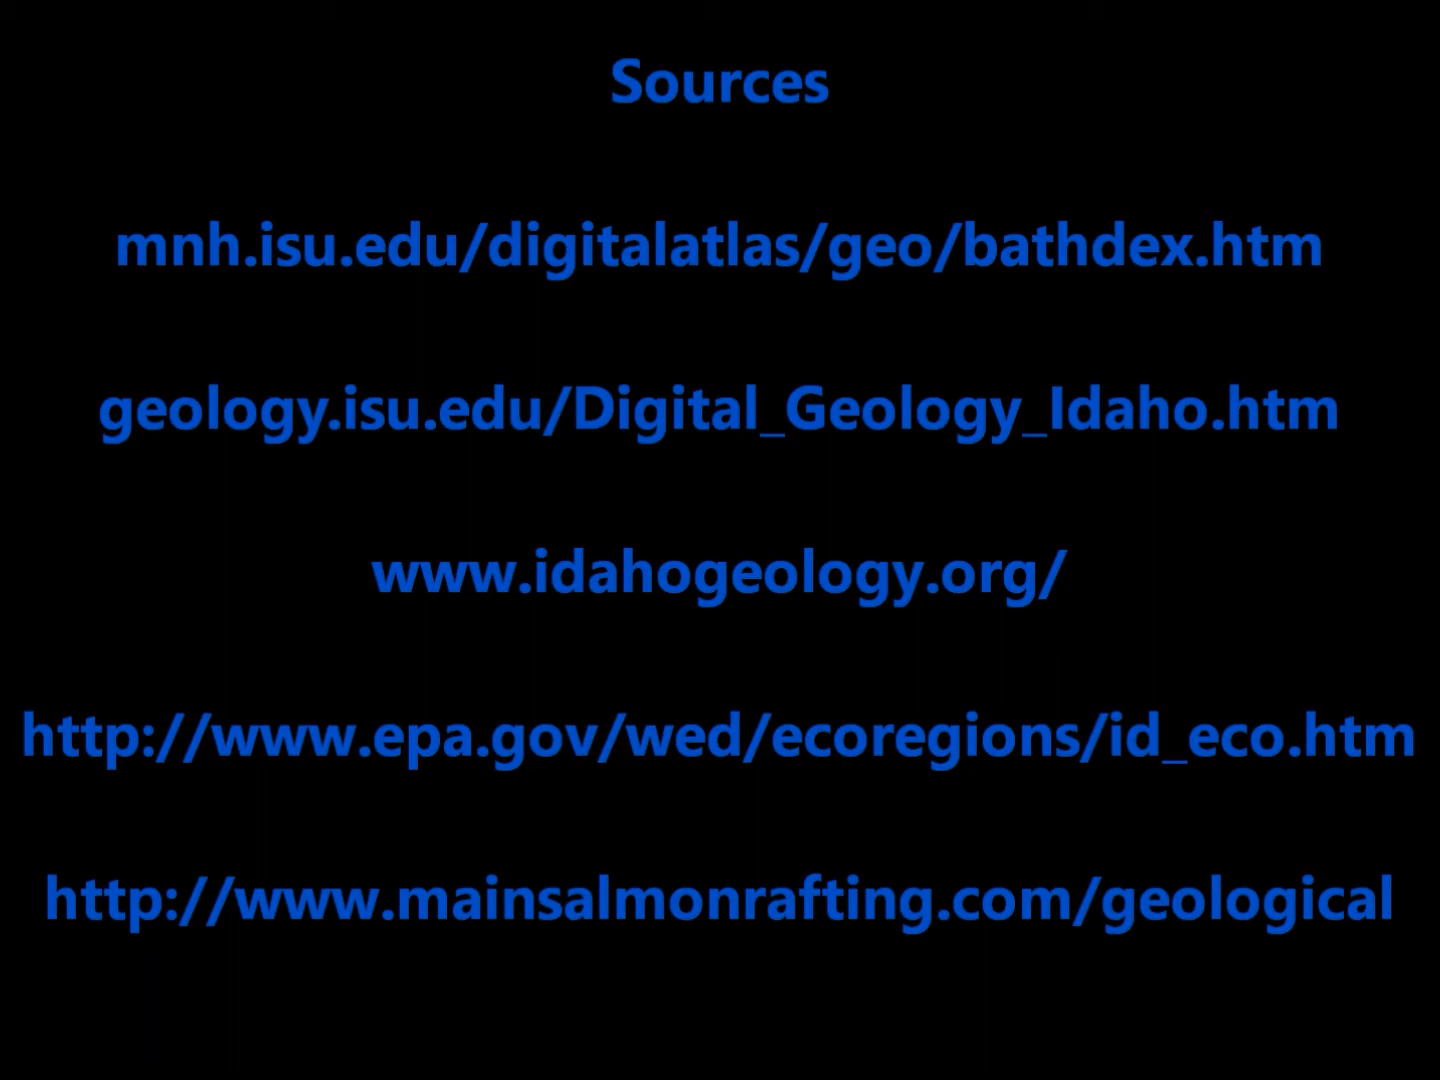 Sources
mnh.isu.edu/digitalatlas/geo/bathdex.htm
geology.isu.edu/Digital_Geology_Idaho.htm
www.idahogeology.org/
http://www.epa.gov/wed/ecoregions/id_eco.htm
http://www.mainsalmonrafting.com/geological